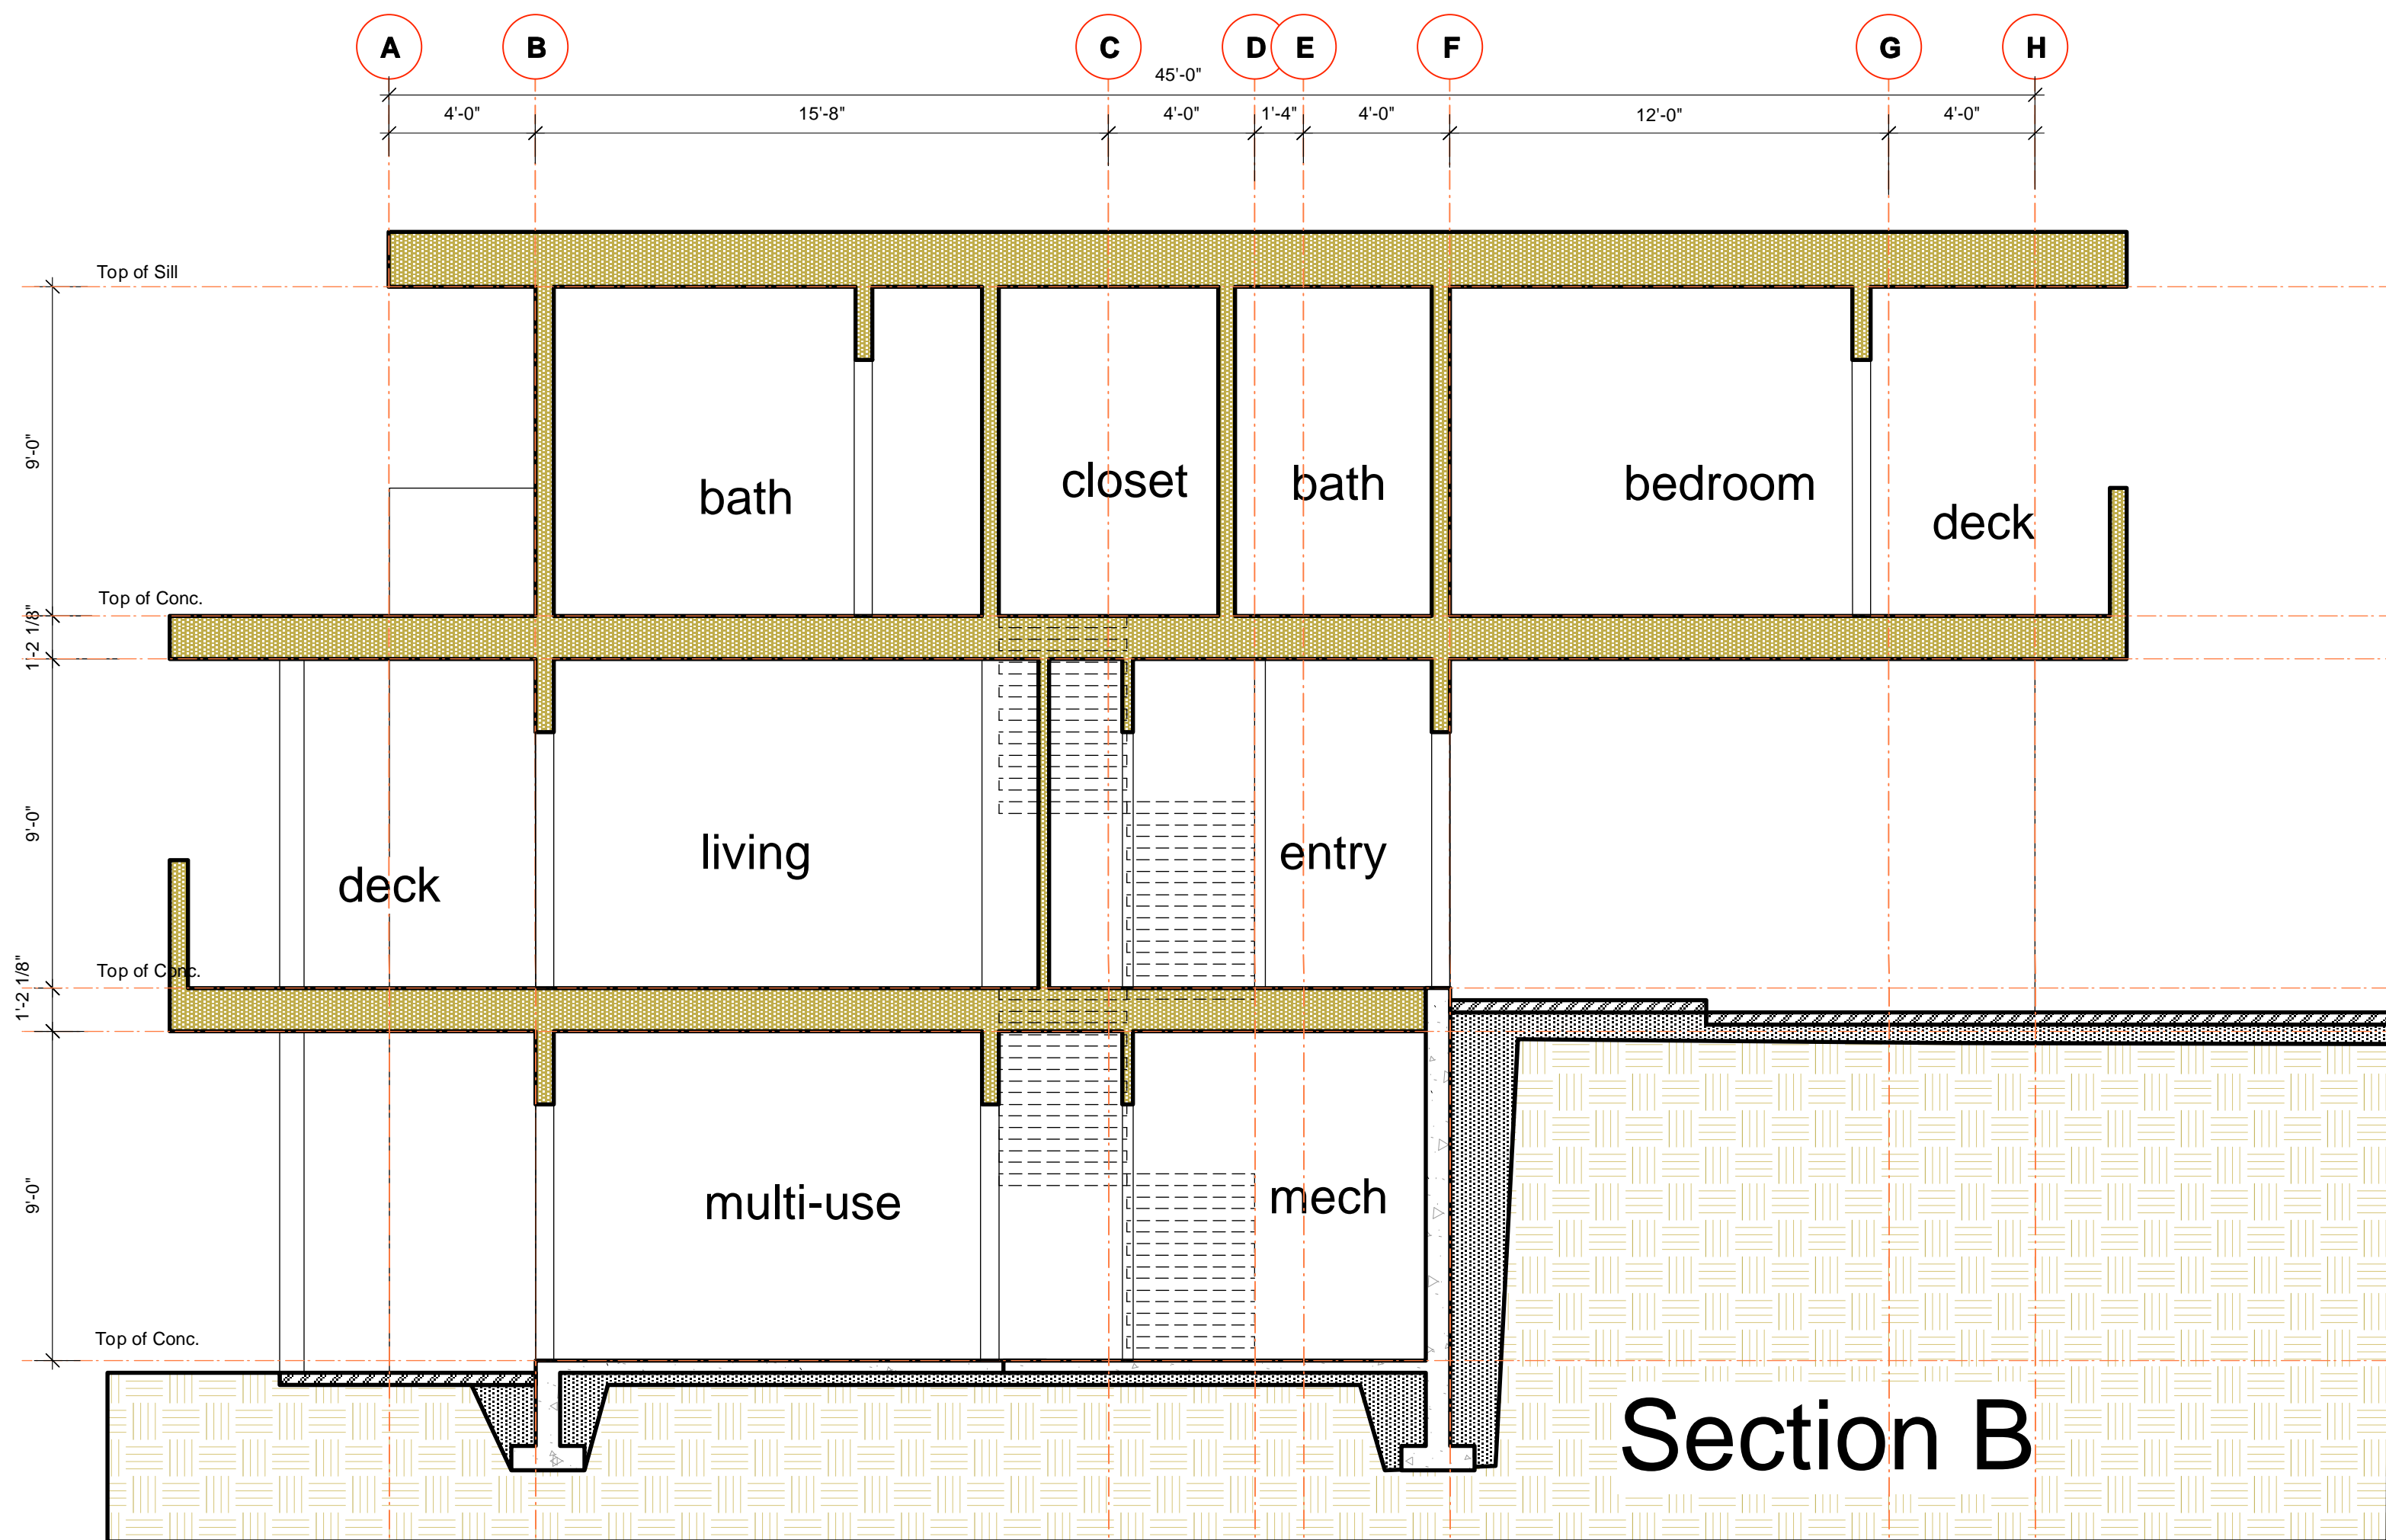 A B C D E F G H
45'-0"
4'-0" 15'-8" 4'-0" 1'-4" 4'-0" 12'-0" 4'-0"
Top of Sill
9'-0"
bath closet bath bedroom deck
Top of Conc.
1'-2 1/8"
9'-0"
deck living entry
Top of Conc.
1'-2 1/8"
9'-0"
multi-use mech
Top of Conc.
Section B